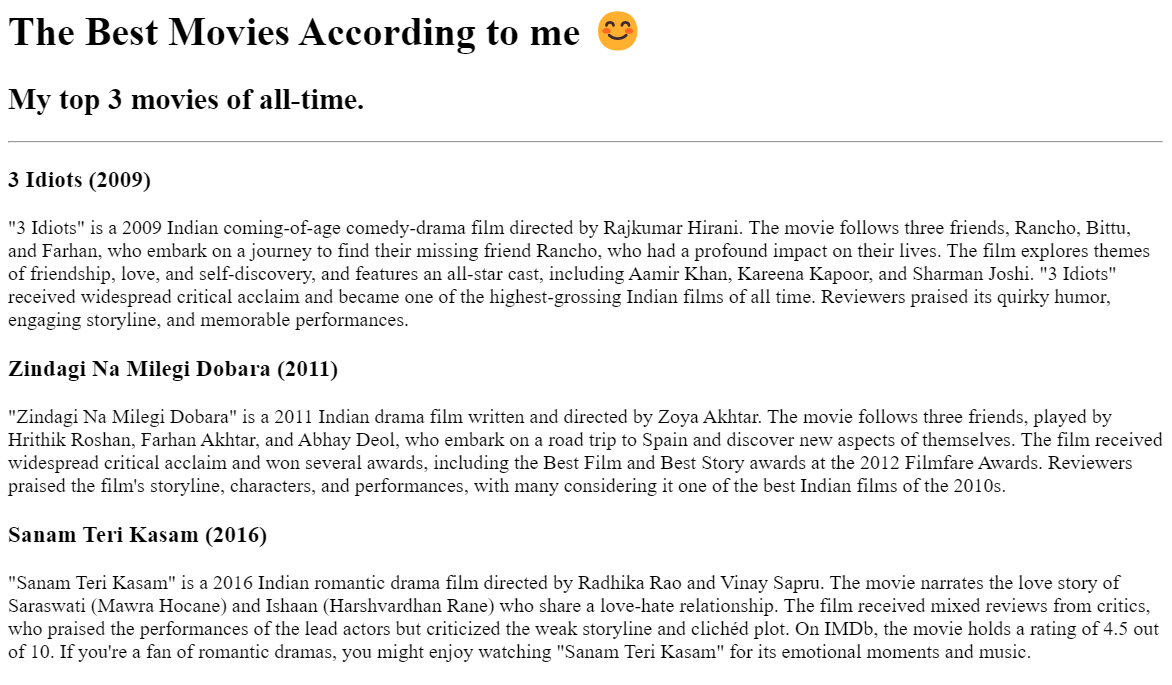 The Best Movies According to me 😊
My top 3 movies of all-time.
3 Idiots (2009)
"3 Idiots" is a 2009 Indian coming-of-age comedy-drama film directed by Rajkumar Hirani. The movie follows three friends, Rancho, Bittu,
and Farhan, who embark on a journey to find their missing friend Rancho, who had a profound impact on their lives. The film explores themes
of friendship, love, and self-discovery, and features an all-star cast, including Aamir Khan, Kareena Kapoor, and Sharman Joshi. "3 Idiots"
received widespread critical acclaim and became one of the highest-grossing Indian films of all time. Reviewers praised its quirky humor,
engaging storyline, and memorable performances.
Zindagi Na Milegi Dobara (2011)
"Zindagi Na Milegi Dobara" is a 2011 Indian drama film written and directed by Zoya Akhtar. The movie follows three friends, played by
Hrithik Roshan, Farhan Akhtar, and Abhay Deol, who embark on a road trip to Spain and discover new aspects of themselves. The film received
widespread critical acclaim and won several awards, including the Best Film and Best Story awards at the 2012 Filmfare Awards. Reviewers
praised the film's storyline, characters, and performances, with many considering it one of the best Indian films of the 2010s.
Sanam Teri Kasam (2016)
"Sanam Teri Kasam" is a 2016 Indian romantic drama film directed by Radhika Rao and Vinay Sapru. The movie narrates the love story of
Saraswati (Mawra Hocane) and Ishaan (Harshvardhan Rane) who share a love-hate relationship. The film received mixed reviews from critics,
who praised the performances of the lead actors but criticized the weak storyline and clichéd plot. On IMDb, the movie holds a rating of 4.5 out
of 10. If you're a fan of romantic dramas, you might enjoy watching "Sanam Teri Kasam" for its emotional moments and music.